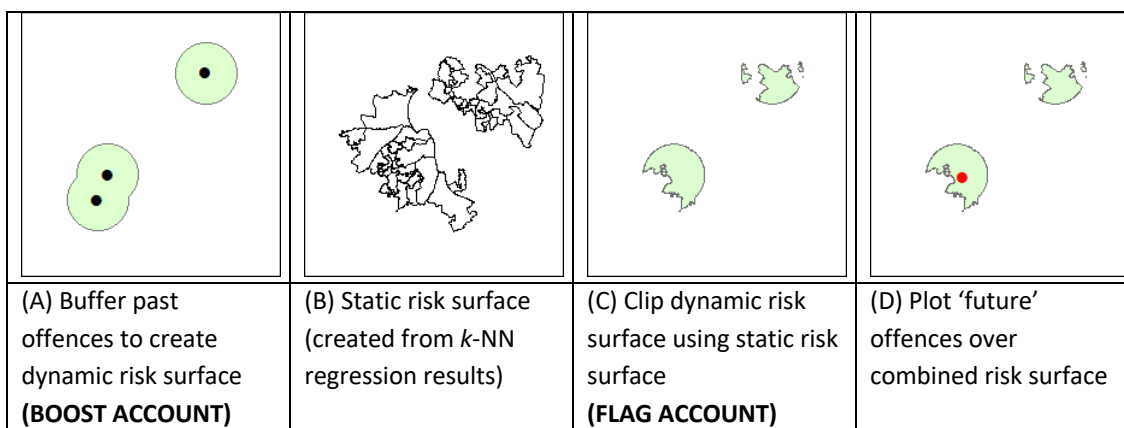 (A) Buffer past
offences to create
dynamic risk surface
(BOOST ACCOUNT)
(B) Static risk surface
(created from k-NN
regression results)
(C) Clip dynamic risk
surface using static risk
surface
(FLAG ACCOUNT)
(D) Plot ‘future’
offences over
combined risk surface